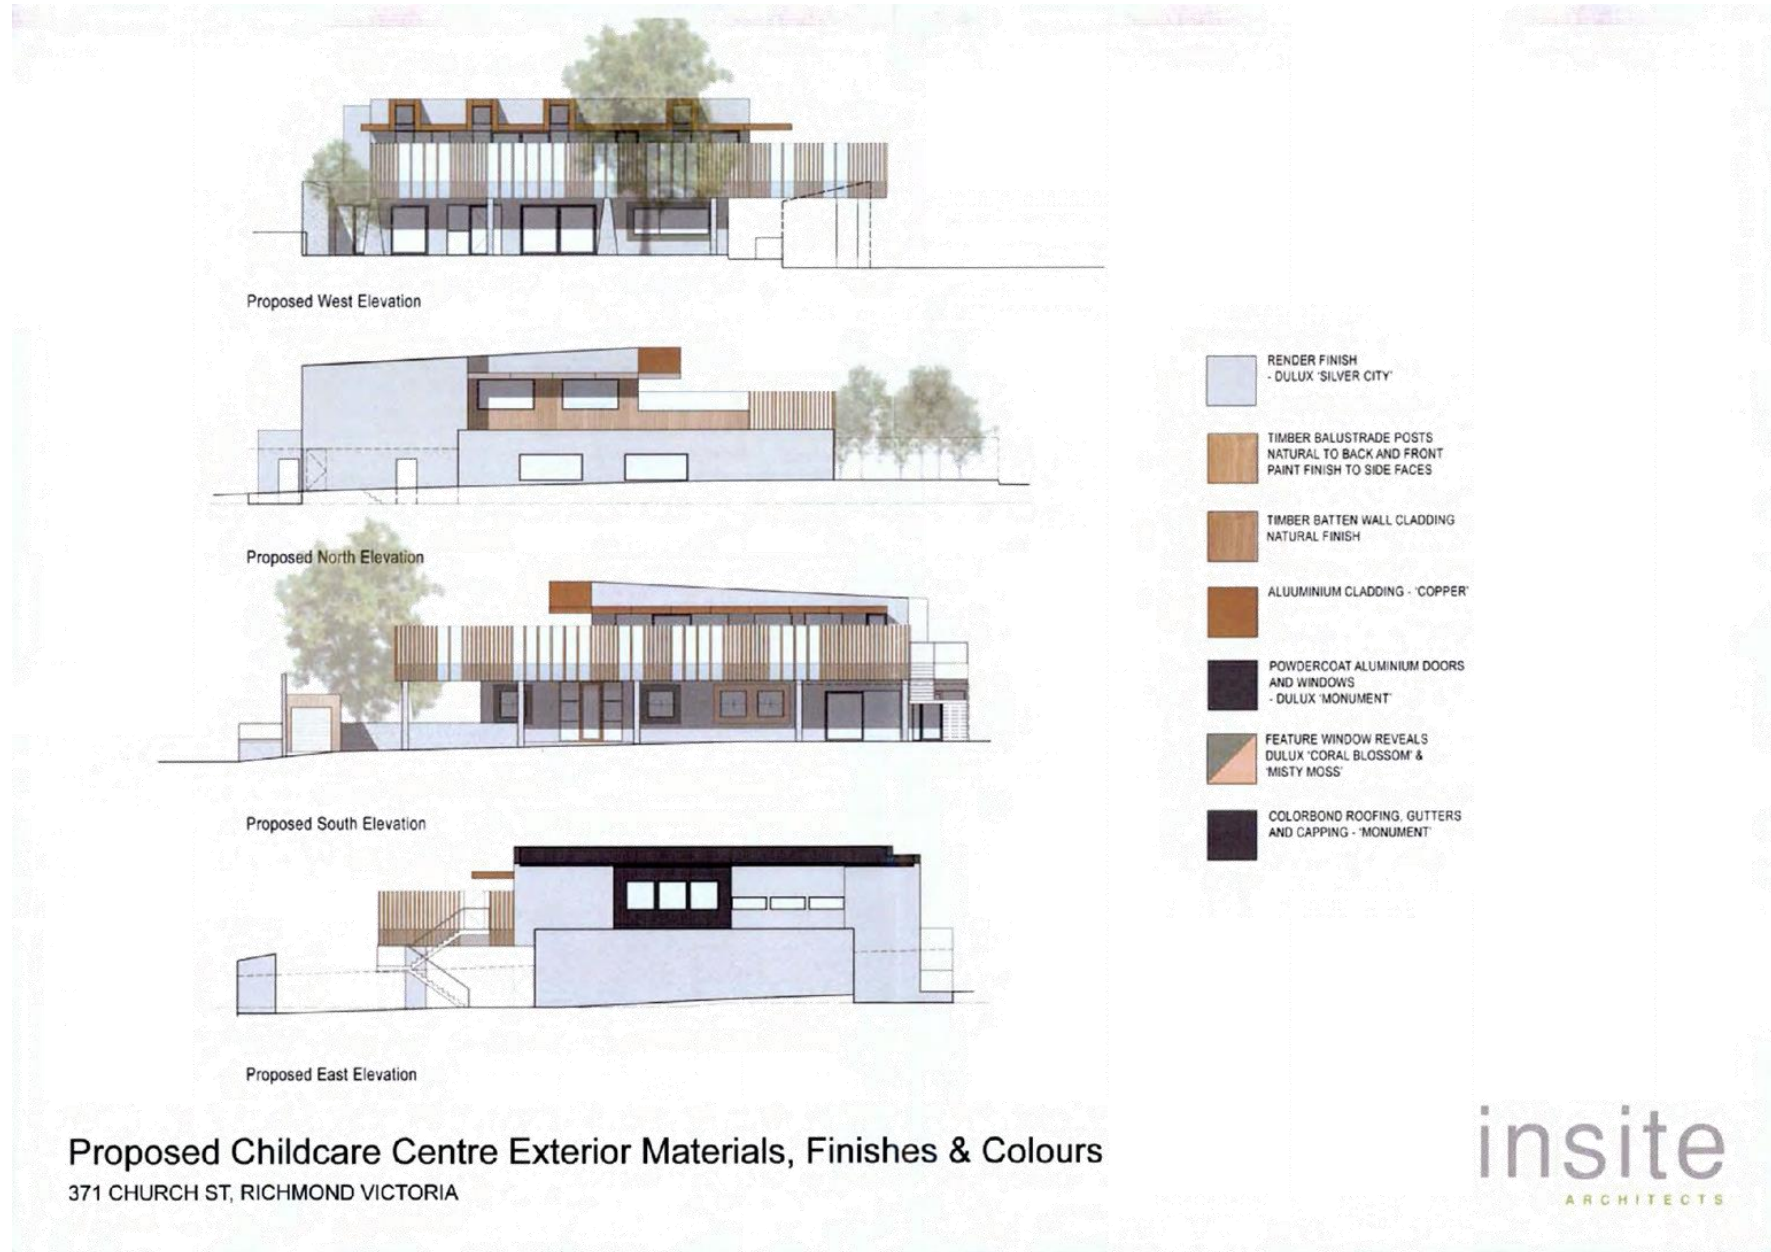 Proposed West Elevation
Proposed North Elevation
Proposed South Elevation
Proposed East Elevation
RENDER FINISH
- DULUX 'SILVER CITY'
TIMBER BALUSTRADE POSTS
NATURAL TO BACK AND FRONT
PAINT FINISH TO SIDE FACES
TIMBER BATTEN WALL CLADDING
NATURAL FINISH
ALUUMINIUM CLADDING - 'COPPER'
POWDERCOAT ALUMINIUM DOORS
AND WINDOWS
- DULUX 'MONUMENT'
FEATURE WINDOW REVEALS
DULUX 'CORAL BLOSSOM' &
'MISTY MOSS'
COLORBOND ROOFING, GUTTERS
AND CAPPING - 'MONUMENT'
Proposed Childcare Centre Exterior Materials, Finishes & Colours
371 CHURCH ST, RICHMOND VICTORIA
insite
ARCHITECTS